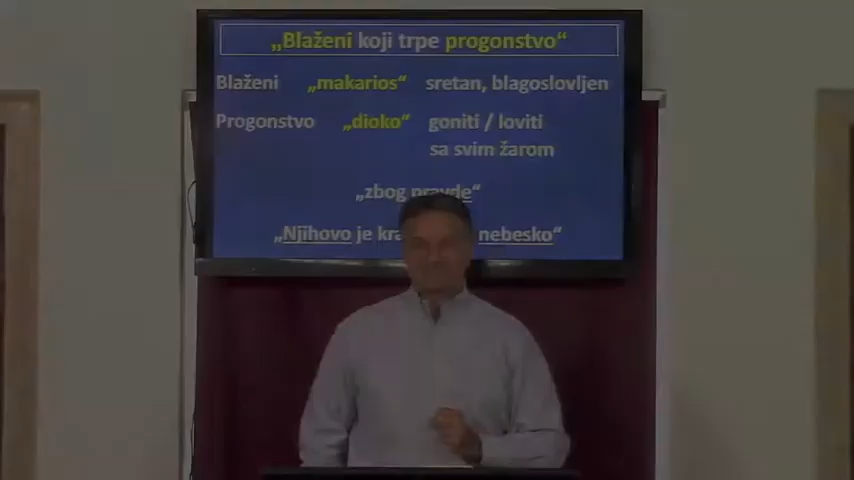 „Blaženi koji trpe progonstvo“
Blaženi „makarios“ sretan, blagoslovljen
Progonstvo „dioko“ goniti / loviti
sa svim žarom
„zbog pravde“
„Njihovo je nebesko“